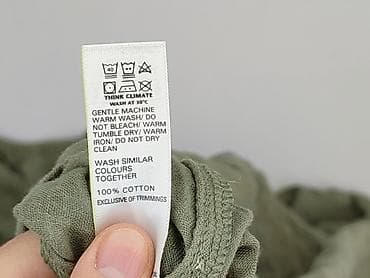 THINK CLIMATE
WASH AT 30°C
GENTLE MACHINE
WARM WASH/ DO
NOT BLEACH/ WARM
TUMBLE DRY/ WARM
IRON/ DO NOT DRY
CLEAN
WASH SIMILAR
COLOURS
TOGETHER
100% COTTON
EXCLUSIVE OF TRIMMINGS